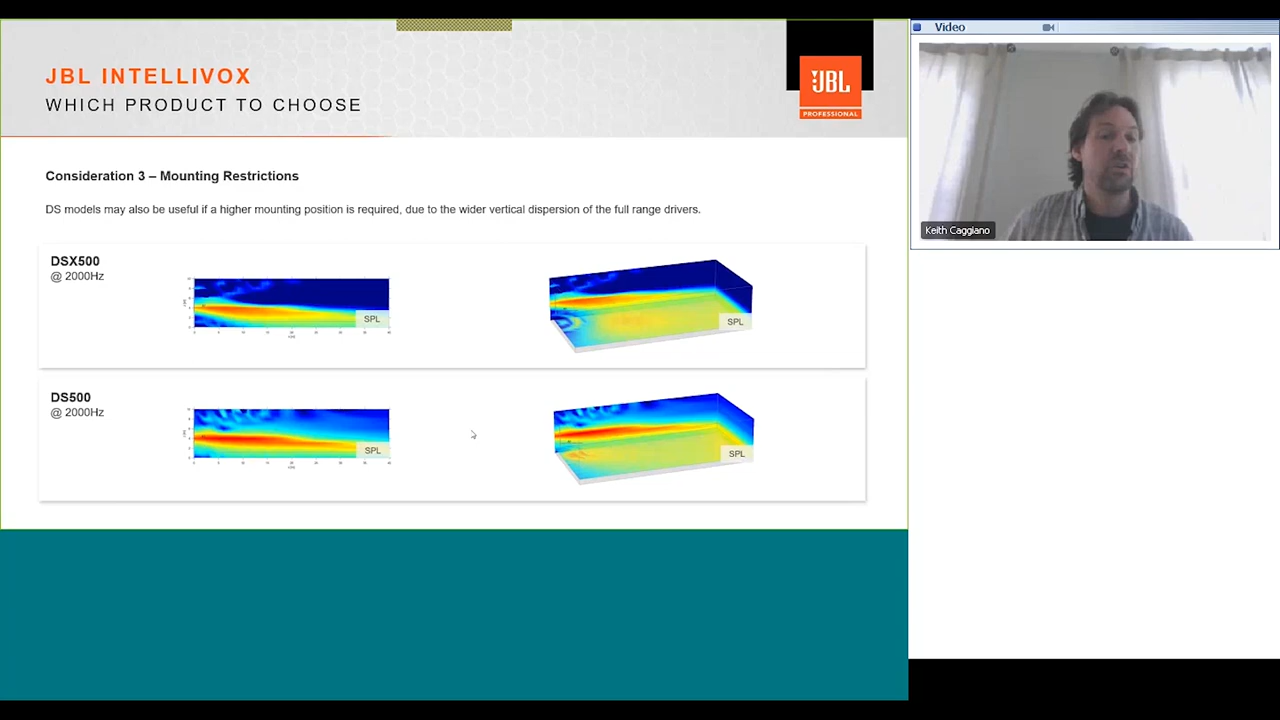 JBL INTELLIVOX
WHICH PRODUCT TO CHOOSE
JBL
PROFESSIONAL
Consideration 3 – Mounting Restrictions
DS models may also be useful if a higher mounting position is required, due to the wider vertical dispersion of the full range drivers.
DSX500
@ 2000Hz
SPL
SPL
DS500
@ 2000Hz
SPL
SPL
Video
Keith Caggiano